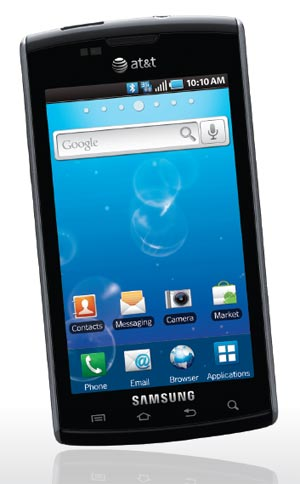 at&t
10:10 AM
Google
Contacts Messaging Camera Market
Phone Email Browser Applications
SAMSUNG